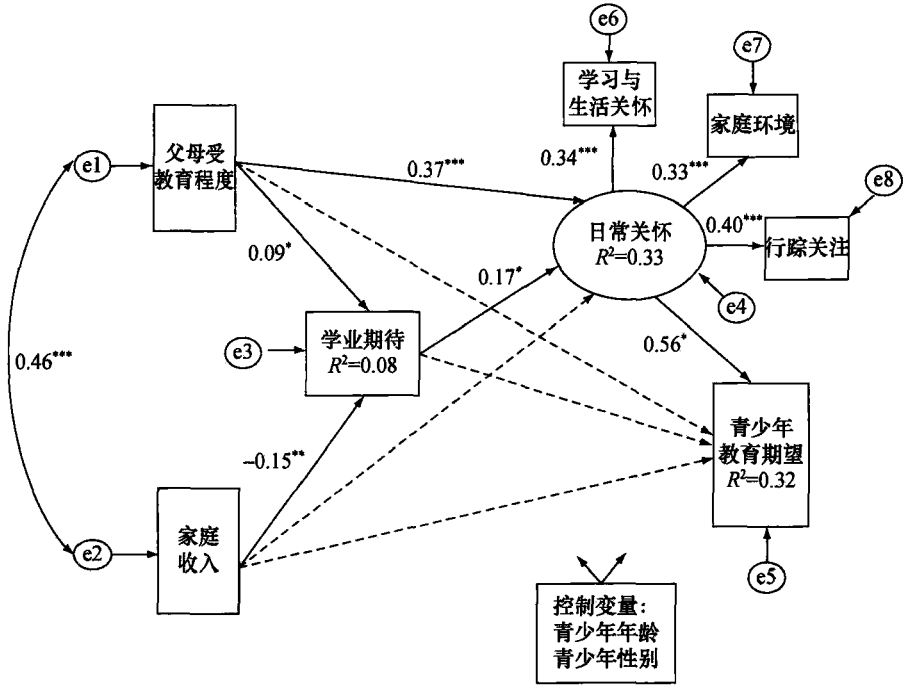 e6
e7
学习与
生活关怀
家庭环境
父母受
教育程度
e1
0.37***
0.34***
0.33***
e8
日常关怀
R²=0.33
0.40***
行踪关注
0.09*
0.17*
e4
学业期待
R²=0.08
e3
0.56*
0.46***
青少年
教育期望
R²=0.32
−0.15**
家庭
收入
e2
e5
控制变量：
青少年年龄
青少年性别